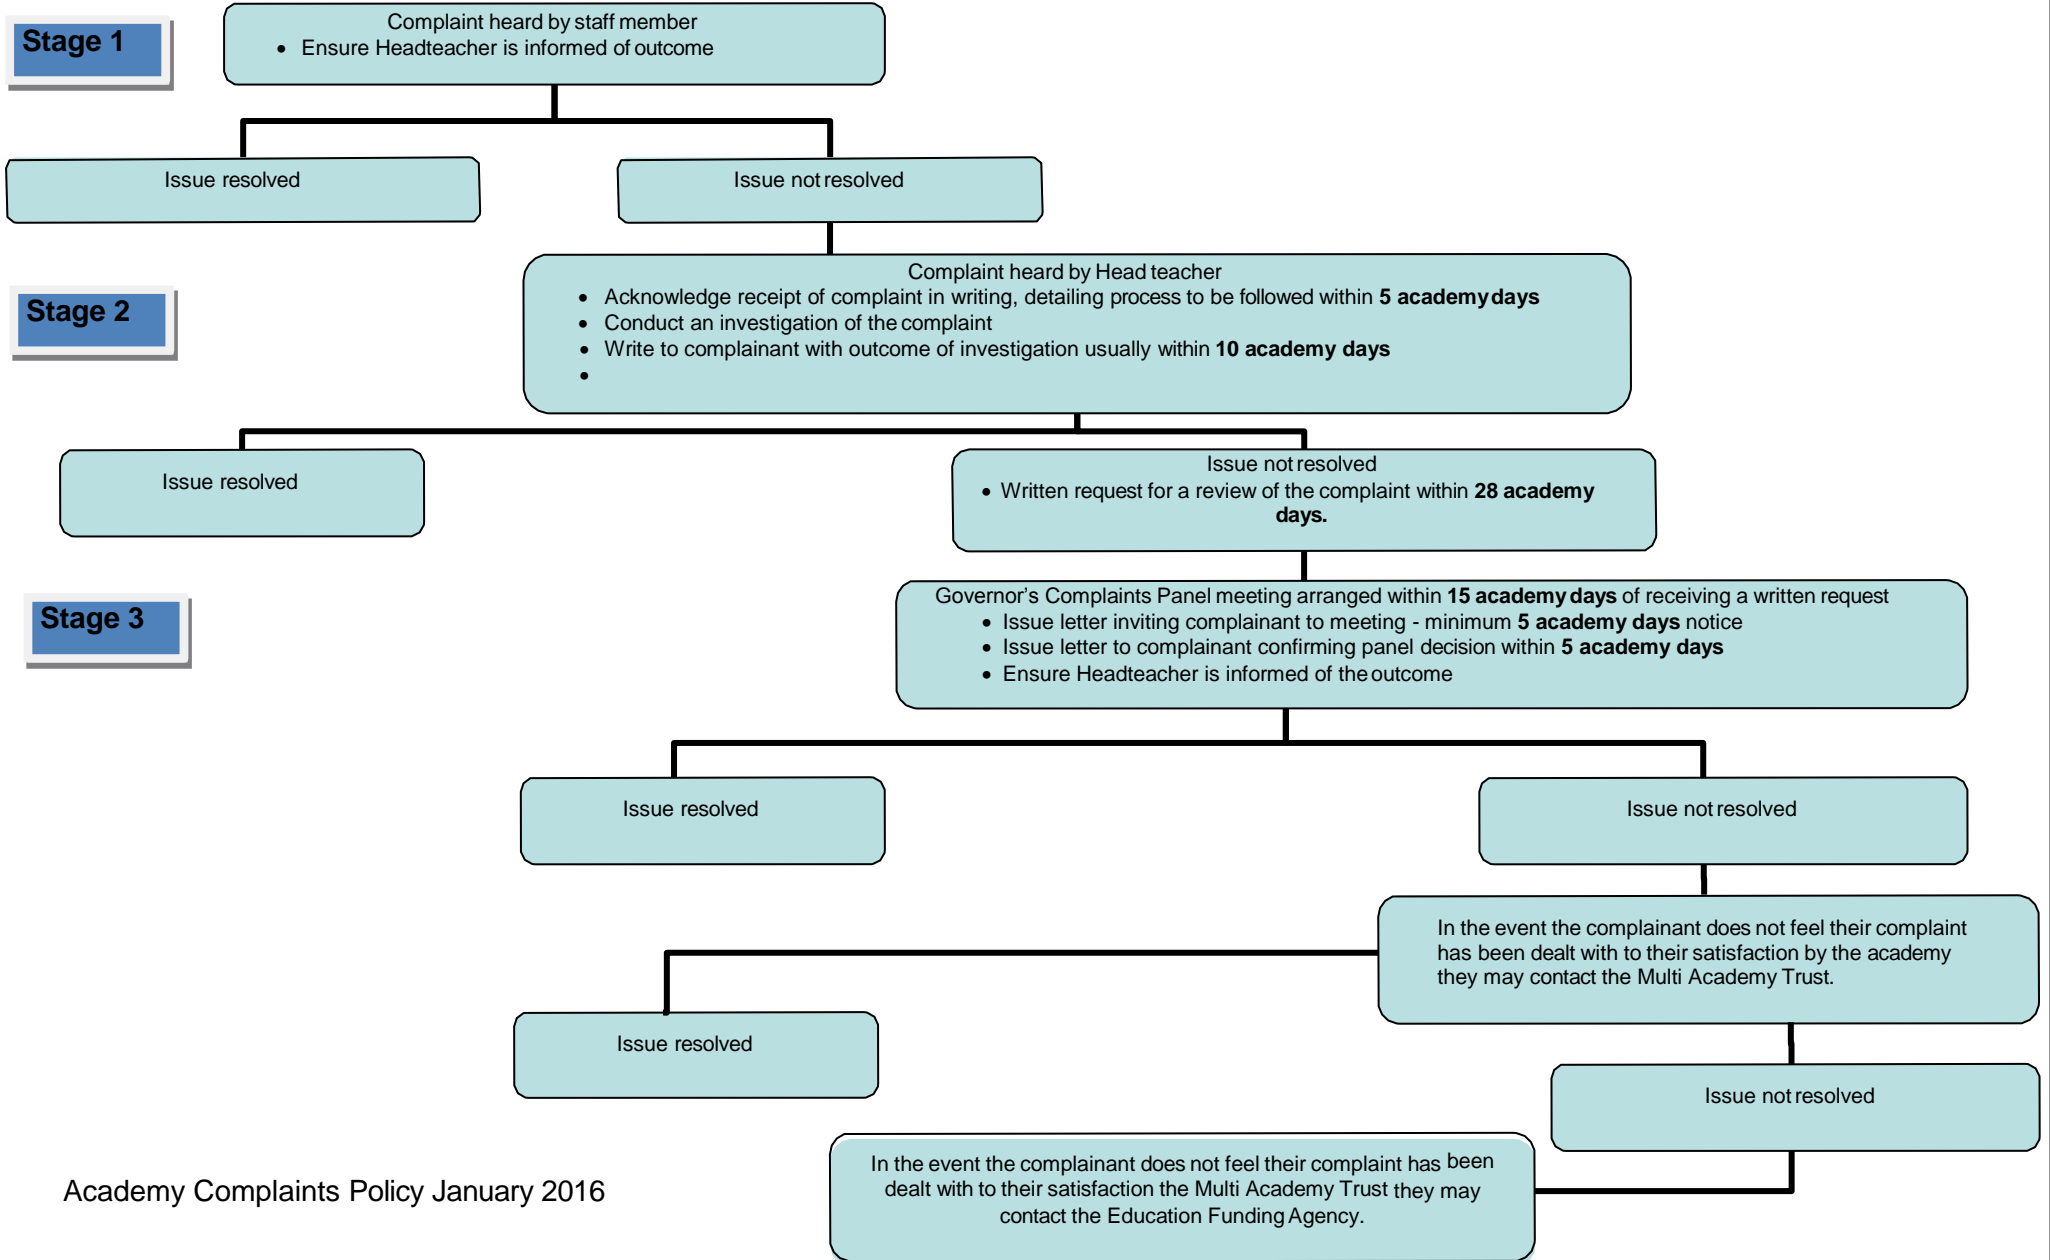 Stage 1
Complaint heard by staff member
• Ensure Headteacher is informed of outcome
Issue resolved
Issue not resolved
Stage 2
Complaint heard by Head teacher
• Acknowledge receipt of complaint in writing, detailing process to be followed within 5 academy days
• Conduct an investigation of the complaint
• Write to complainant with outcome of investigation usually within 10 academy days
•
Issue resolved
Issue not resolved
• Written request for a review of the complaint within 28 academy
days.
Stage 3
Governor’s Complaints Panel meeting arranged within 15 academy days of receiving a written request
• Issue letter inviting complainant to meeting - minimum 5 academy days notice
• Issue letter to complainant confirming panel decision within 5 academy days
• Ensure Headteacher is informed of the outcome
Issue resolved
Issue not resolved
In the event the complainant does not feel their complaint
has been dealt with to their satisfaction by the academy
they may contact the Multi Academy Trust.
Issue resolved
Issue not resolved
In the event the complainant does not feel their complaint has been
dealt with to their satisfaction the Multi Academy Trust they may
contact the Education Funding Agency.
Academy Complaints Policy January 2016